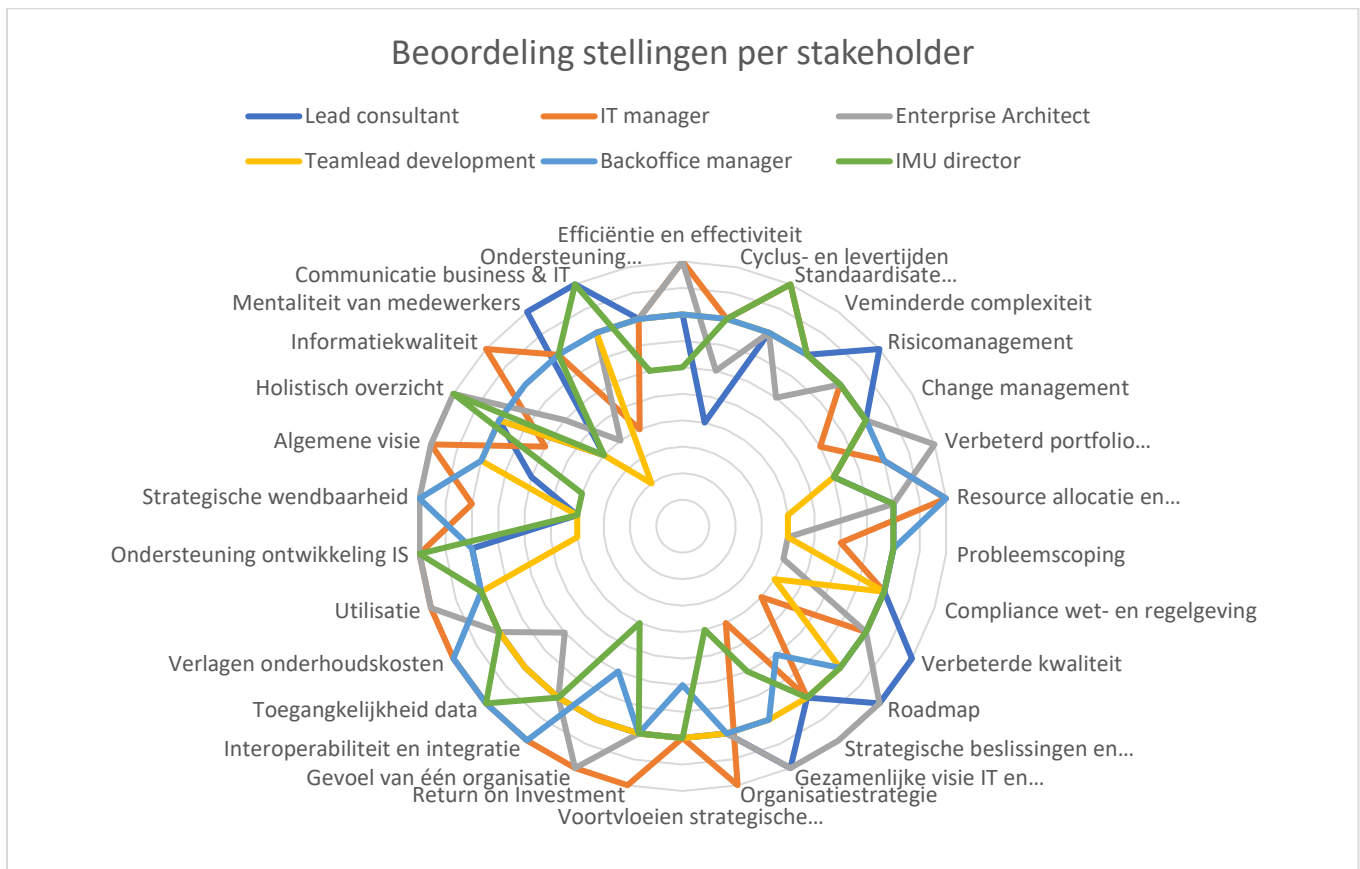 Beoordeling stellingen per stakeholder
Lead consultant
IT manager
Enterprise Architect
Teamlead development
Backoffice manager
IMU director
Efficiëntie en effectiviteit
Cyclus- en levertijden
Standaardisate...
Veminderde complexiteit
Risicomanagement
Change management
Verbeterd portfolio...
Resource allocatie en...
Probleemscoping
Compliance wet- en regelgeving
Verbeterde kwaliteit
Roadmap
Strategische beslissingen en...
Gezamenlijke visie IT en...
Organisatiestrategie
Voortvloeien strategische...
Return on Investment
Gevoel van één organisatie
Interoperabiliteit en integratie
Toegangkelijkheid data
Verlagen onderhoudskosten
Utilisatie
Ondersteuning ontwikkeling IS
Strategische wendbaarheid
Algemene visie
Holistisch overzicht
Informatiekwaliteit
Mentaliteit van medewerkers
Communicatie business & IT
Ondersteuning...